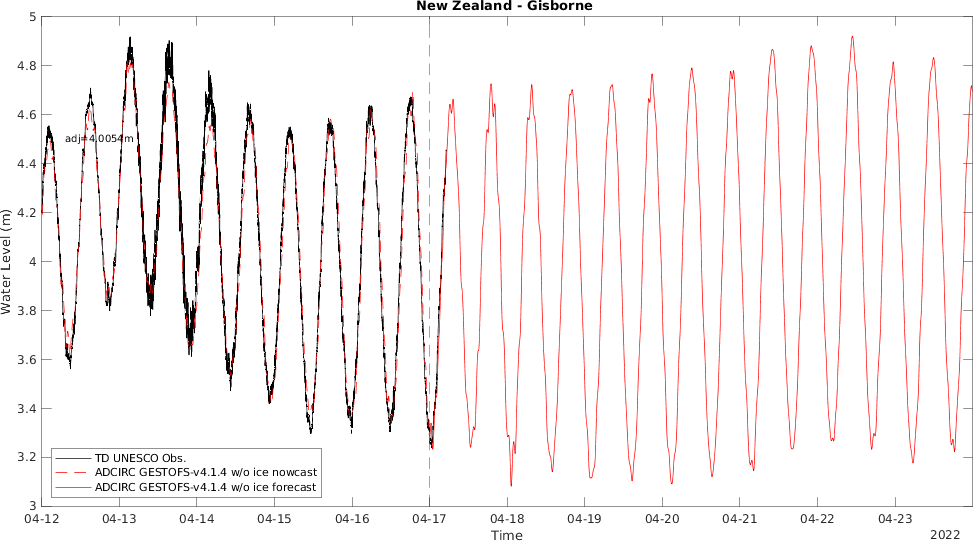 New Zealand - Gisborne
5
4.8
4.6
4.4
4.2
4
3.8
3.6
3.4
3.2
3
Water Level (m)
adj=4.0054m
TD UNESCO Obs.
ADCIRC GESTOFS-v4.1.4 w/o ice nowcast
ADCIRC GESTOFS-v4.1.4 w/o ice forecast
04-12 04-13 04-14 04-15 04-16 04-17 04-18 04-19 04-20 04-21 04-22 04-23
Time
2022